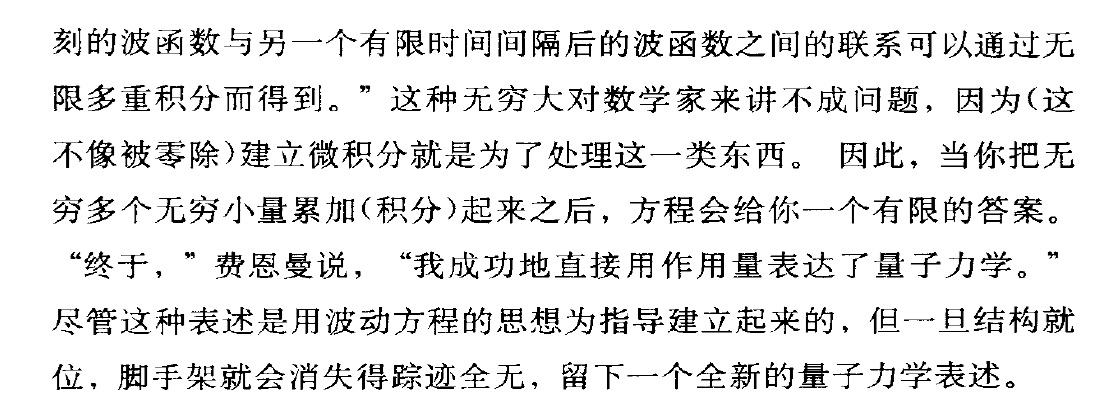 刻的波函数与另一个有限时间间隔后的波函数之间的联系可以通过无
限多重积分而得到。”这种无穷大对数学家来讲不成问题，因为(这
不像被零除)建立微积分就是为了处理这一类东西。 因此，当你把无
穷多个无穷小量累加(积分)起来之后，方程会给你一个有限的答案。
“终于，”费恩曼说，“我成功地直接用作用量表达了量子力学。”
尽管这种表述是用波动方程的思想为指导建立起来的，但一旦结构就
位，脚手架就会消失得踪迹全无，留下一个全新的量子力学表述。